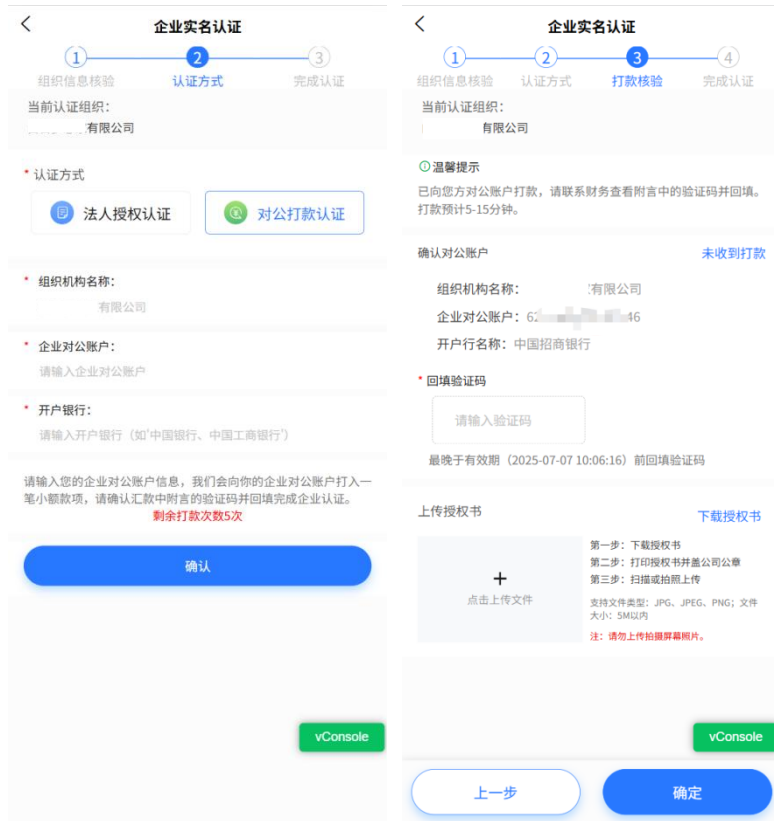 企业实名认证
1
2
3
组织信息核验
认证方式
完成认证
当前认证组织：
有限公司
* 认证方式
法人授权认证
对公打款认证
* 组织机构名称：
有限公司
* 企业对公账户：
请输入企业对公账户
* 开户银行：
请输入开户银行（如'中国银行、中国工商银行'）
请输入您的企业对公账户信息，我们会向你的企业对公账户打入一
笔小额款项，请确认汇款中附言的验证码并回填完成企业认证。
剩余打款次数5次
确认
vConsole
企业实名认证
1
2
3
4
组织信息核验
认证方式
打款核验
完成认证
当前认证组织：
有限公司
温馨提示
已向您方对公账户打款，请联系财务查看附言中的验证码并回填。
打款预计5-15分钟。
确认对公账户
未收到打款
组织机构名称：
有限公司
企业对公账户：6
46
开户行名称：中国招商银行
* 回填验证码
请输入验证码
最晚于有效期（2025-07-07 10:06:16）前回填验证码
上传授权书
下载授权书
点击上传文件
第一步：下载授权书
第二步：打印授权书并盖公司公章
第三步：扫描或拍照上传
支持文件类型：JPG、JPEG、PNG；文件
大小：5M以内
注：请勿上传拍摄屏幕照片。
vConsole
上一步
确定